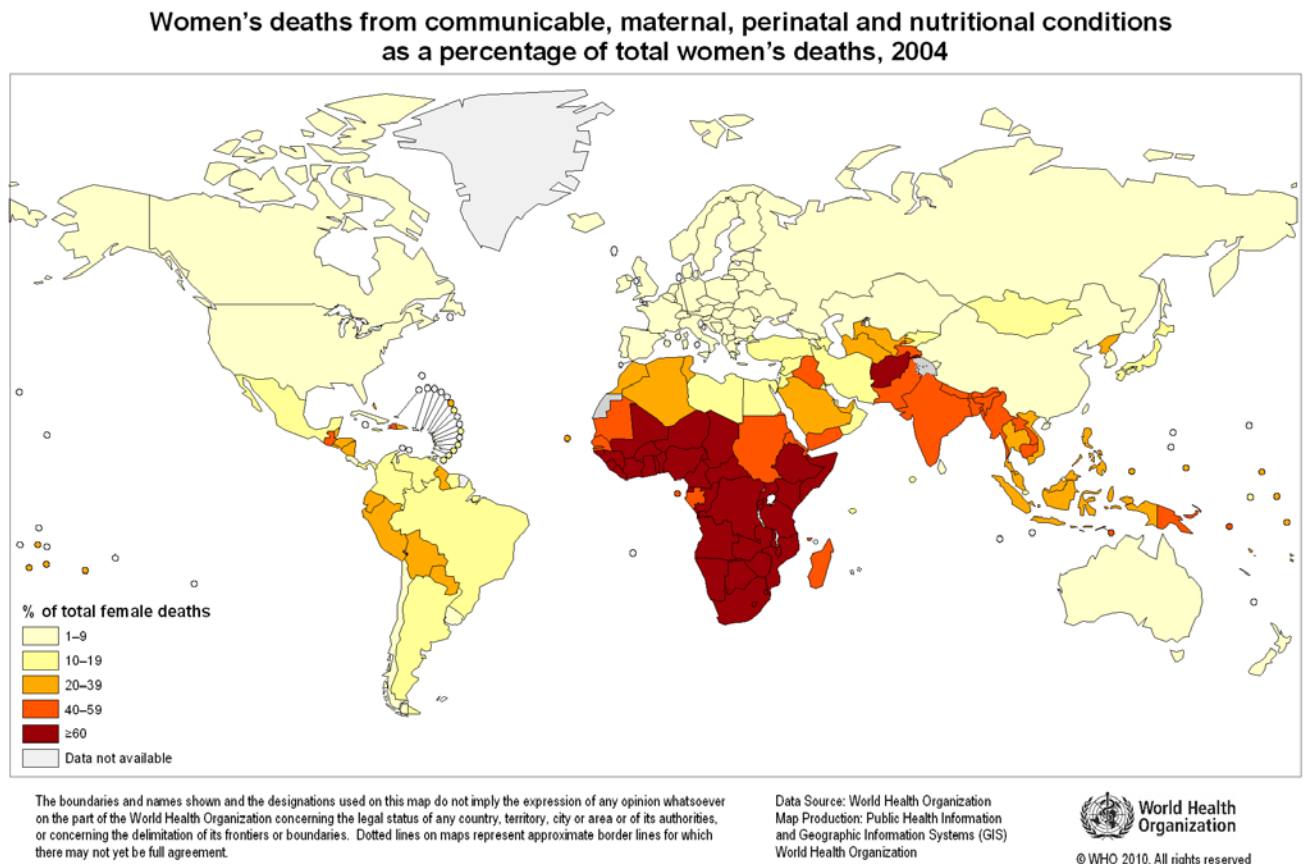 Women's deaths from communicable, maternal, perinatal and nutritional conditions
as a percentage of total women's deaths, 2004
% of total female deaths
1–9
10–19
20–39
40–59
≥60
Data not available
The boundaries and names shown and the designations used on this map do not imply the expression of any opinion whatsoever
on the part of the World Health Organization concerning the legal status of any country, territory, city or area or of its authorities,
or concerning the delimitation of its frontiers or boundaries. Dotted lines on maps represent approximate border lines for which
there may not yet be full agreement.
Data Source: World Health Organization
Map Production: Public Health Information
and Geographic Information Systems (GIS)
World Health Organization
World Health
Organization
© WHO 2010. All rights reserved